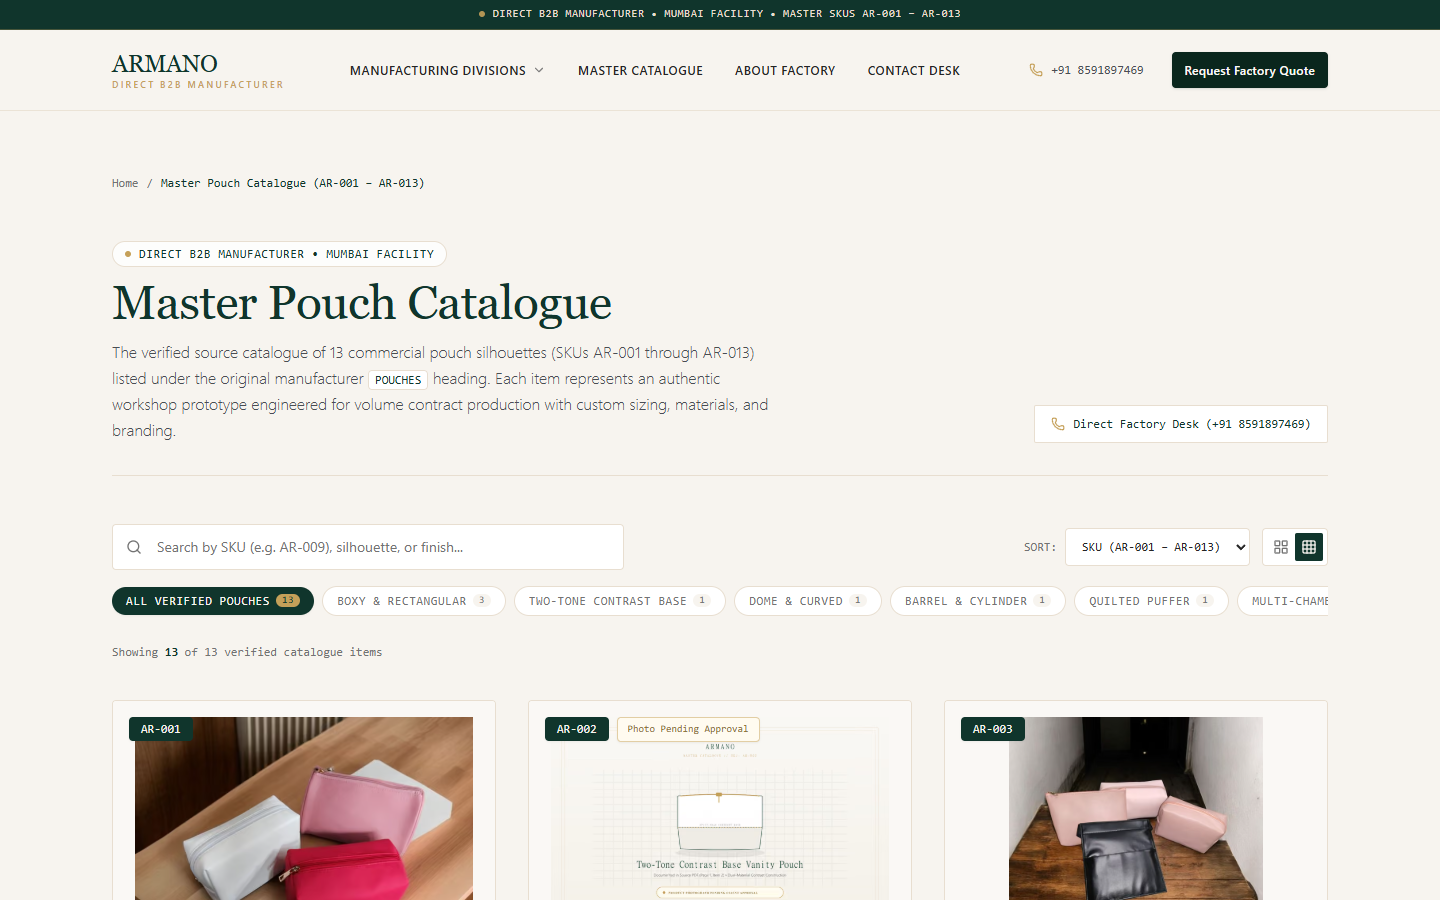 DIRECT B2B MANUFACTURER • MUMBAI FACILITY • MASTER SKUS AR-001 – AR-013
ARMANO
DIRECT B2B MANUFACTURER
MANUFACTURING DIVISIONS
MASTER CATALOGUE
ABOUT FACTORY
CONTACT DESK
+91 8591897469
Request Factory Quote
Home / Master Pouch Catalogue (AR-001 – AR-013)
DIRECT B2B MANUFACTURER • MUMBAI FACILITY
Master Pouch Catalogue
The verified source catalogue of 13 commercial pouch silhouettes (SKUs AR-001 through AR-013)
listed under the original manufacturer POUCHES heading. Each item represents an authentic
workshop prototype engineered for volume contract production with custom sizing, materials, and
branding.
Direct Factory Desk (+91 8591897469)
Search by SKU (e.g. AR-009), silhouette, or finish...
SORT: SKU (AR-001 – AR-013)
ALL VERIFIED POUCHES 13
BOXY & RECTANGULAR 3
TWO-TONE CONTRAST BASE 1
DOME & CURVED 1
BARREL & CYLINDER 1
QUILTED PUFFER 1
MULTI-CHAMB
Showing 13 of 13 verified catalogue items
AR-001
AR-002
Photo Pending Approval
ARMANO
Two-Tone Contrast Base Vanity Pouch
AR-003